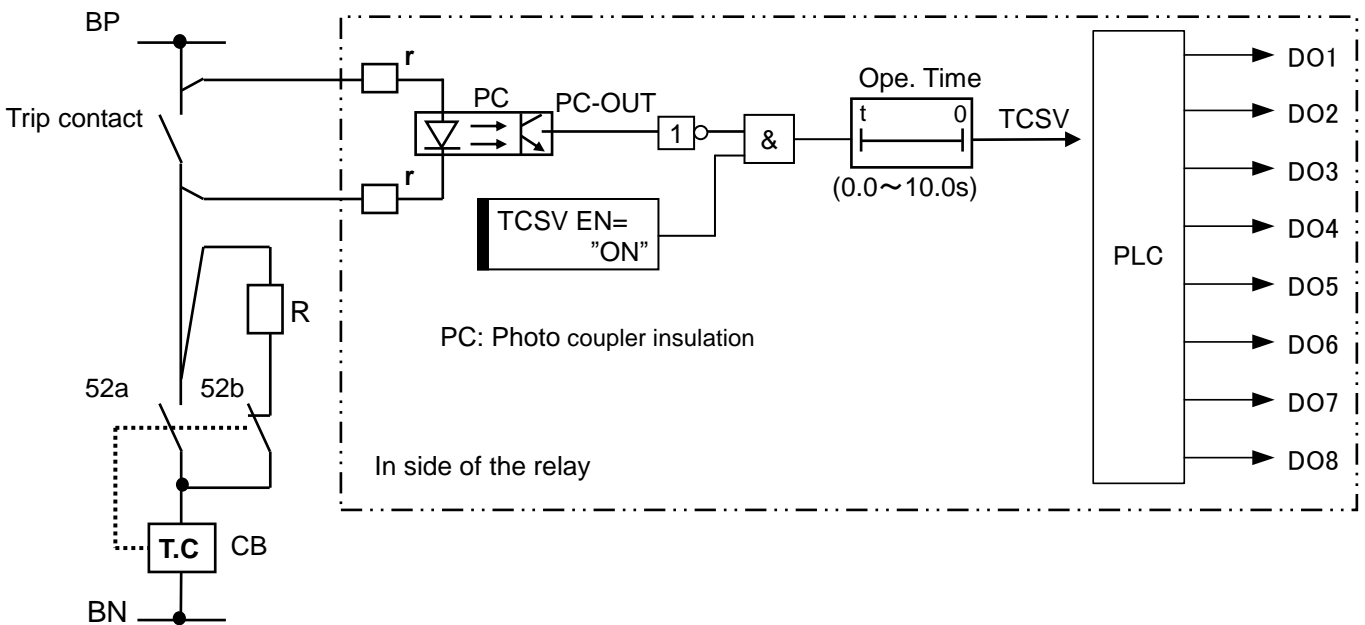 BP
Trip contact
r
r
PC
PC-OUT
1
&
Ope. Time
t 0
(0.0～10.0s)
TCSV
TCSV EN=
"ON"
PLC
DO1
DO2
DO3
DO4
DO5
DO6
DO7
DO8
R
PC: Photo coupler insulation
52a
52b
In side of the relay
T.C
CB
BN